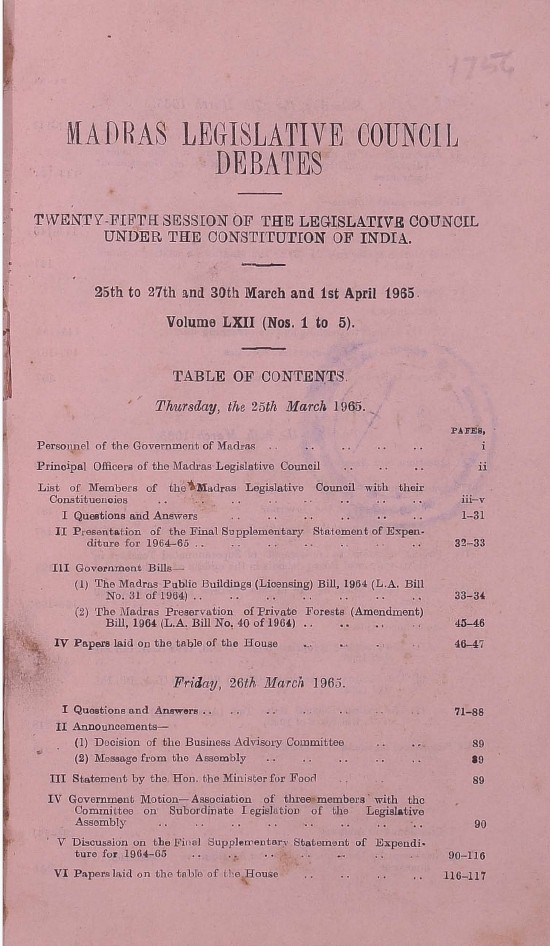 1756
MADRAS LEGISLATIVE COUNCIL
DEBATES
TWENTY-FIFTH SESSION OF THE LEGISLATIVE COUNCIL
UNDER THE CONSTITUTION OF INDIA.
25th to 27th and 30th March and 1st April 1965.
Volume LXII (Nos. 1 to 5).
TABLE OF CONTENTS.
Thursday, the 25th March 1965.
PAGES,
Personnel of the Government of Madras .. .. .. .. .. i
Principal Officers of the Madras Legislative Council .. .. .. ii
List of Members of the Madras Legislative Council with their
Constituencies .. .. .. .. .. .. .. .. iii-v
I Questions and Answers .. .. .. .. .. .. 1-31
II Presentation of the Final Supplementary Statement of Expen-
diture for 1964-65 .. .. .. .. .. .. .. 32-33
III Government Bills—
(1) The Madras Public Buildings (Licensing) Bill, 1964 (L.A. Bill
No. 31 of 1964) .. .. .. .. .. .. .. 33-34
(2) The Madras Preservation of Private Forests (Amendment)
Bill, 1964 (L.A. Bill No. 40 of 1964) .. .. .. .. 45-46
IV Papers laid on the table of the House .. .. .. .. 46-47
Friday, 26th March 1965.
I Questions and Answers .. .. .. .. .. .. 71-88
II Announcements—
(1) Decision of the Business Advisory Committee .. .. 89
(2) Message from the Assembly .. .. .. .. .. 89
III Statement by the Hon. the Minister for Food .. .. 89
IV Government Motion—Association of three members with the
Committee on Subordinate Legislation of the Legislative
Assembly .. .. .. .. .. .. .. .. 90
V Discussion on the Final Supplementary Statement of Expendi-
ture for 1964-65 .. .. .. .. .. .. .. 90-116
VI Papers laid on the table of the House .. .. .. .. 116-117